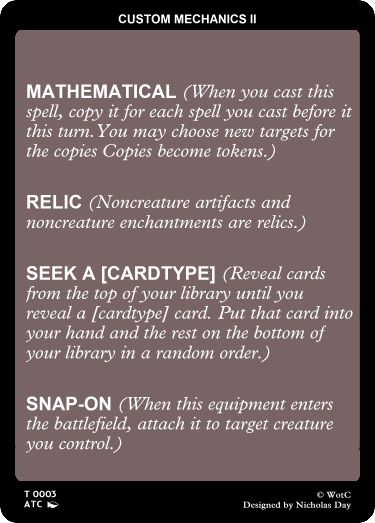 CUSTOM MECHANICS II
MATHEMATICAL (When you cast this
spell, copy it for each spell you cast before it
this turn. You may choose new targets for
the copies Copies become tokens.)
RELIC (Noncreature artifacts and
noncreature enchantments are relics.)
SEEK A [CARDTYPE] (Reveal cards
from the top of your library until you
reveal a [cardtype] card. Put that card into
your hand and the rest on the bottom of
your library in a random order.)
SNAP-ON (When this equipment enters
the battlefield, attach it to target creature
you control.)
T 0003
ATC
© WotC
Designed by Nicholas Day